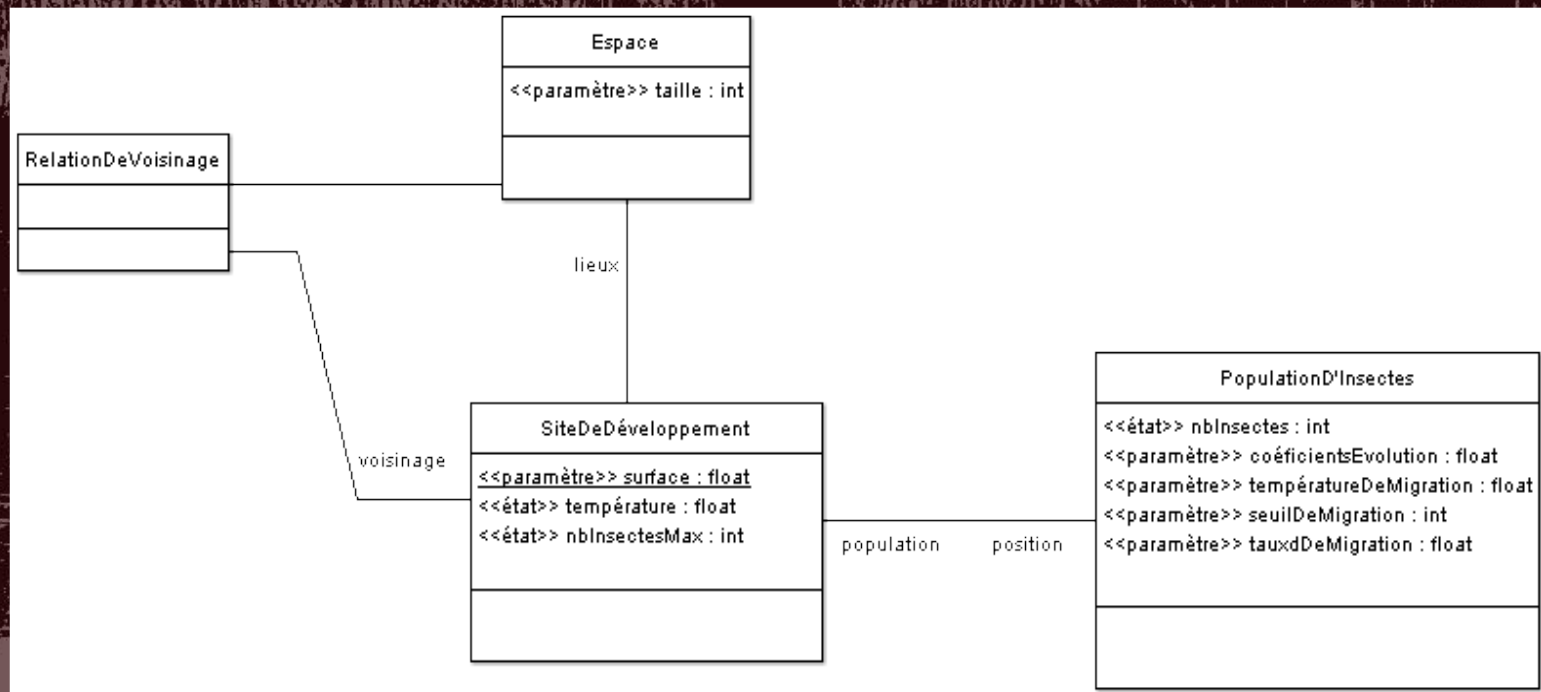 Espace
<<paramètre>> taille : int
RelationDeVoisinage
lieux
voisinage
SiteDeDéveloppement
<<paramètre>> surface : float
<<état>> température : float
<<état>> nbInsectesMax : int
population
position
PopulationD'Insectes
<<état>> nbInsectes : int
<<paramètre>> coéficientsEvolution : float
<<paramètre>> températureDeMigration : float
<<paramètre>> seuilDeMigration : int
<<paramètre>> tauxdDeMigration : float